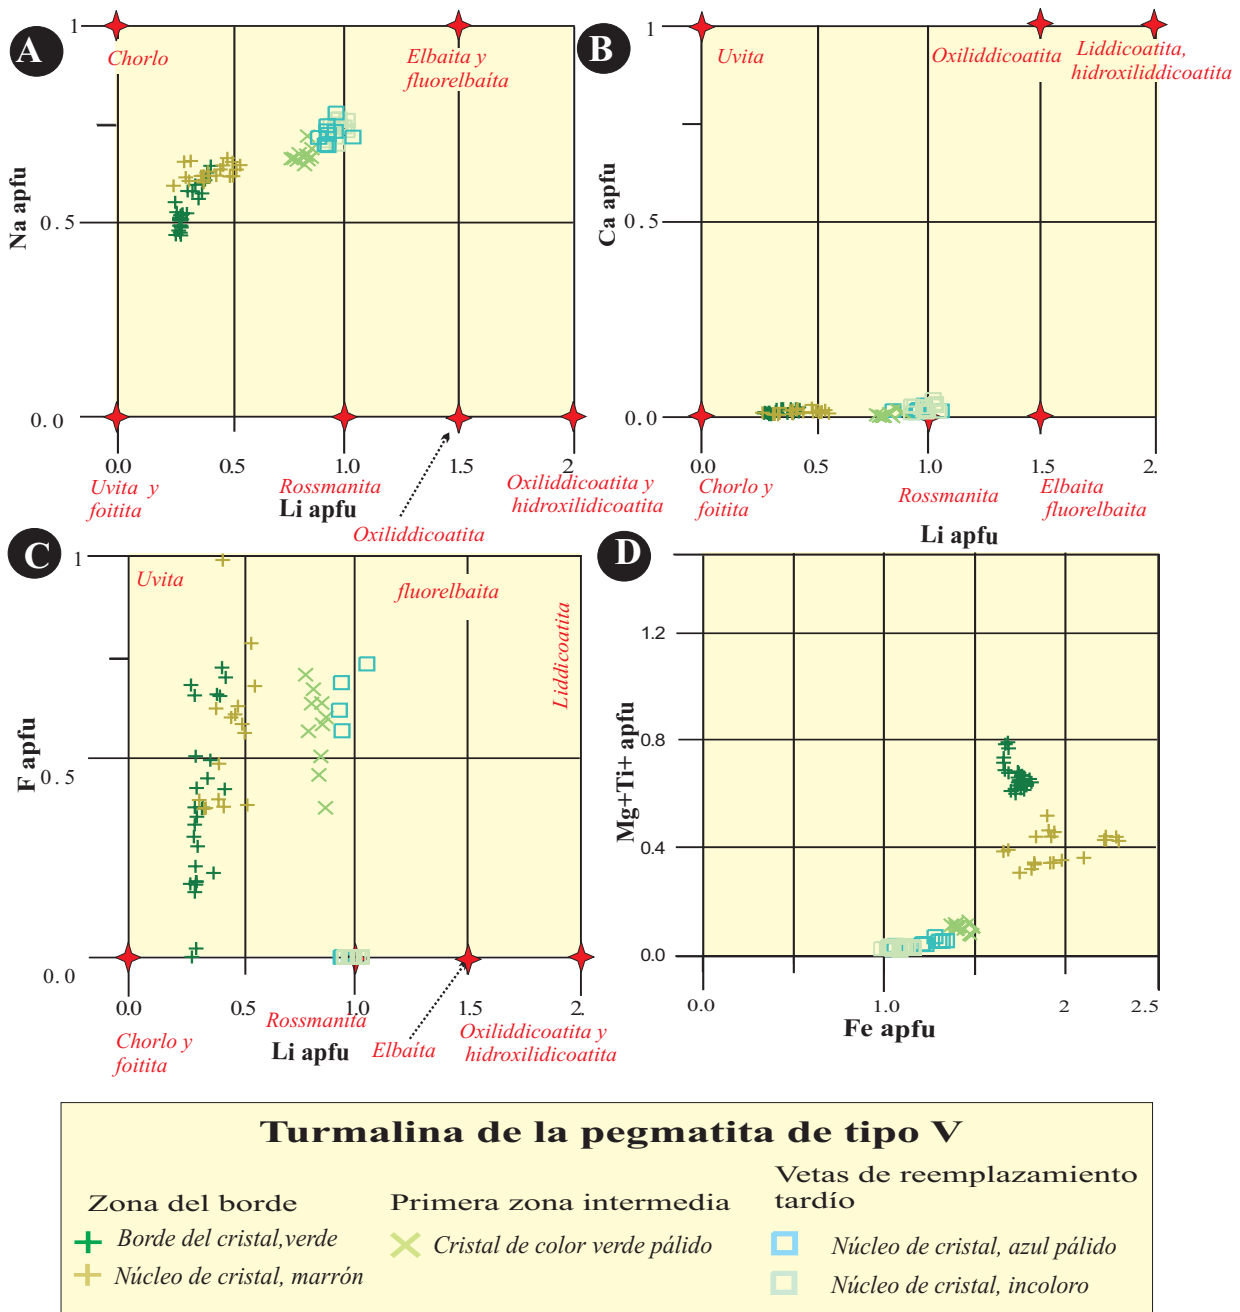 A
1
Chorlo
Elbaita y
fluorelbaíta
Na apfu
0.5
0.0
0.0
0.5
1.0
1.5
2
Uvita y
foitita
Rossmanita
Li apfu
Oxiliddicoatita
Oxiliddicoatita y
hidroxilidicoatita
B
1
Uvita
Oxiliddicoatita
Liddicoatita,
hidroxiliddicoatita
Ca apfu
0.5
0.0
0.0
0.5
1.0
1.5
2.
Chorlo y
foitita
Rossmanita
Elbaita
fluorelbaita
Li apfu
C
1
Uvita
fluorelbaita
Liddicoatita
F apfu
0.5
0.0
0.0
0.5
1.0
1.5
2.
Chorlo y
foitita
Rossmanita
Li apfu
Elbaíta
Oxiliddicoatita y
hidroxilidicoatita
D
1.2
0.8
0.4
0.0
Mg+Ti+ apfu
0.0
1.0
2
2.5
Fe apfu
Turmalina de la pegmatita de tipo V
Zona del borde
Borde del cristal,verde
Núcleo de cristal, marrón
Primera zona intermedia
Cristal de color verde pálido
Vetas de reemplazamiento
tardío
Núcleo de cristal, azul pálido
Núcleo de cristal, incoloro